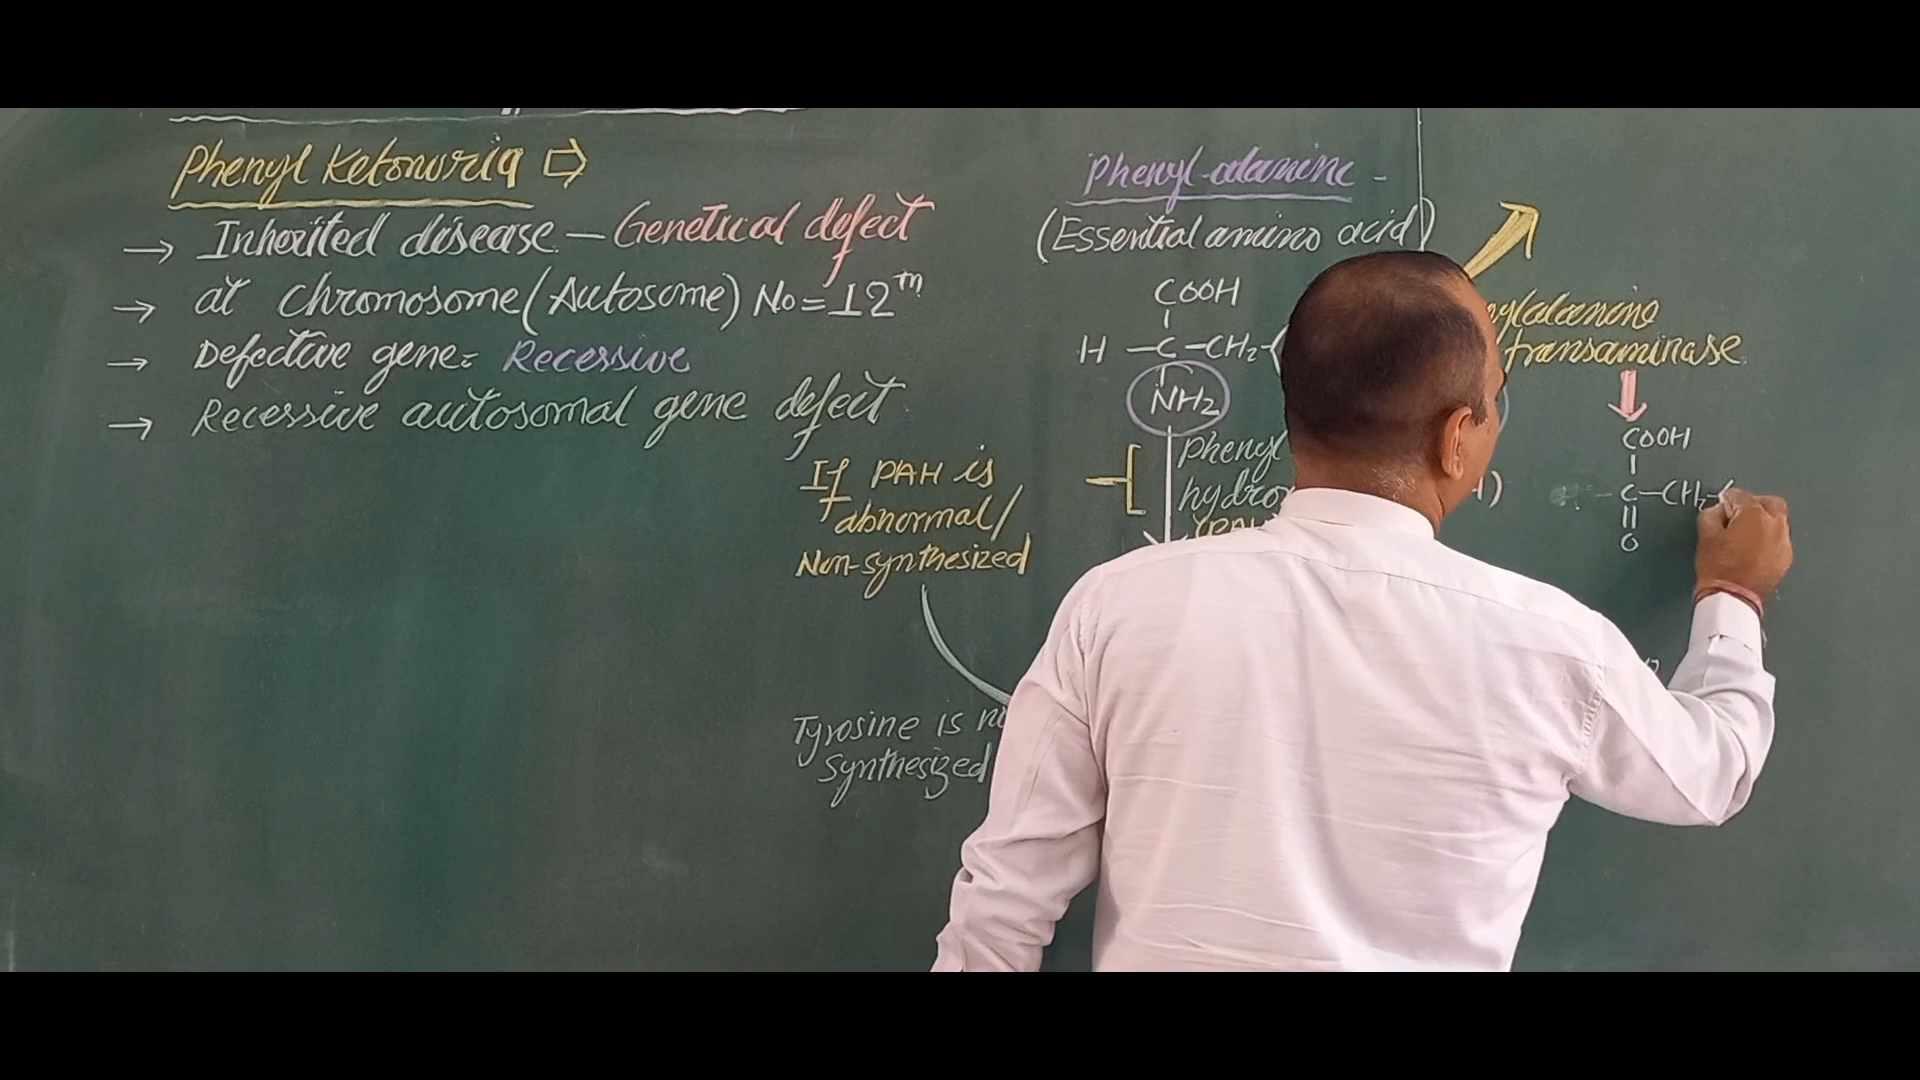 Phenyl Ketonuria ⇨
→ Inherited disease – Genetical defect
→ at chromosome (Autosome) No = 12th
→ Defective gene = Recessive
→ Recessive autosomal gene defect
If PAH is
abnormal/
Non-synthesized
Tyrosine is
Synthesized
Phenyl-alanine -
(Essential amino acid)
COOH
H – C – CH2 –
NH2
Phenyl
transaminase
COOH
C – CH2 –
O